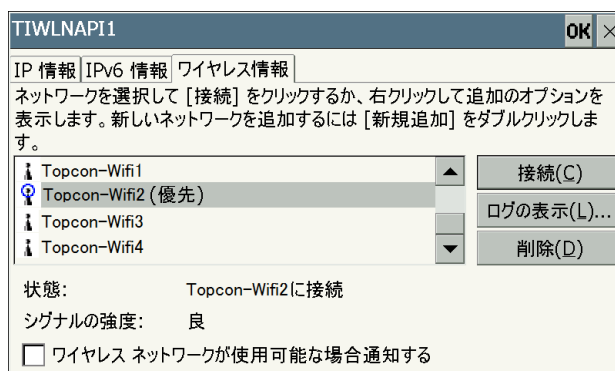 TIWLNAPI1 OK ×
IP 情報 IPv6 情報 ワイヤレス情報
ネットワークを選択して [接続] をクリックするか、右クリックして追加のオプションを
表示します。新しいネットワークを追加するには [新規追加] をダブルクリックしま
す。
Topcon-Wifi1
Topcon-Wifi2 (優先)
Topcon-Wifi3
Topcon-Wifi4
接続(C)
ログの表示(L)...
削除(D)
状態: Topcon-Wifi2に接続
シグナルの強度: 良
ワイヤレス ネットワークが使用可能な場合通知する